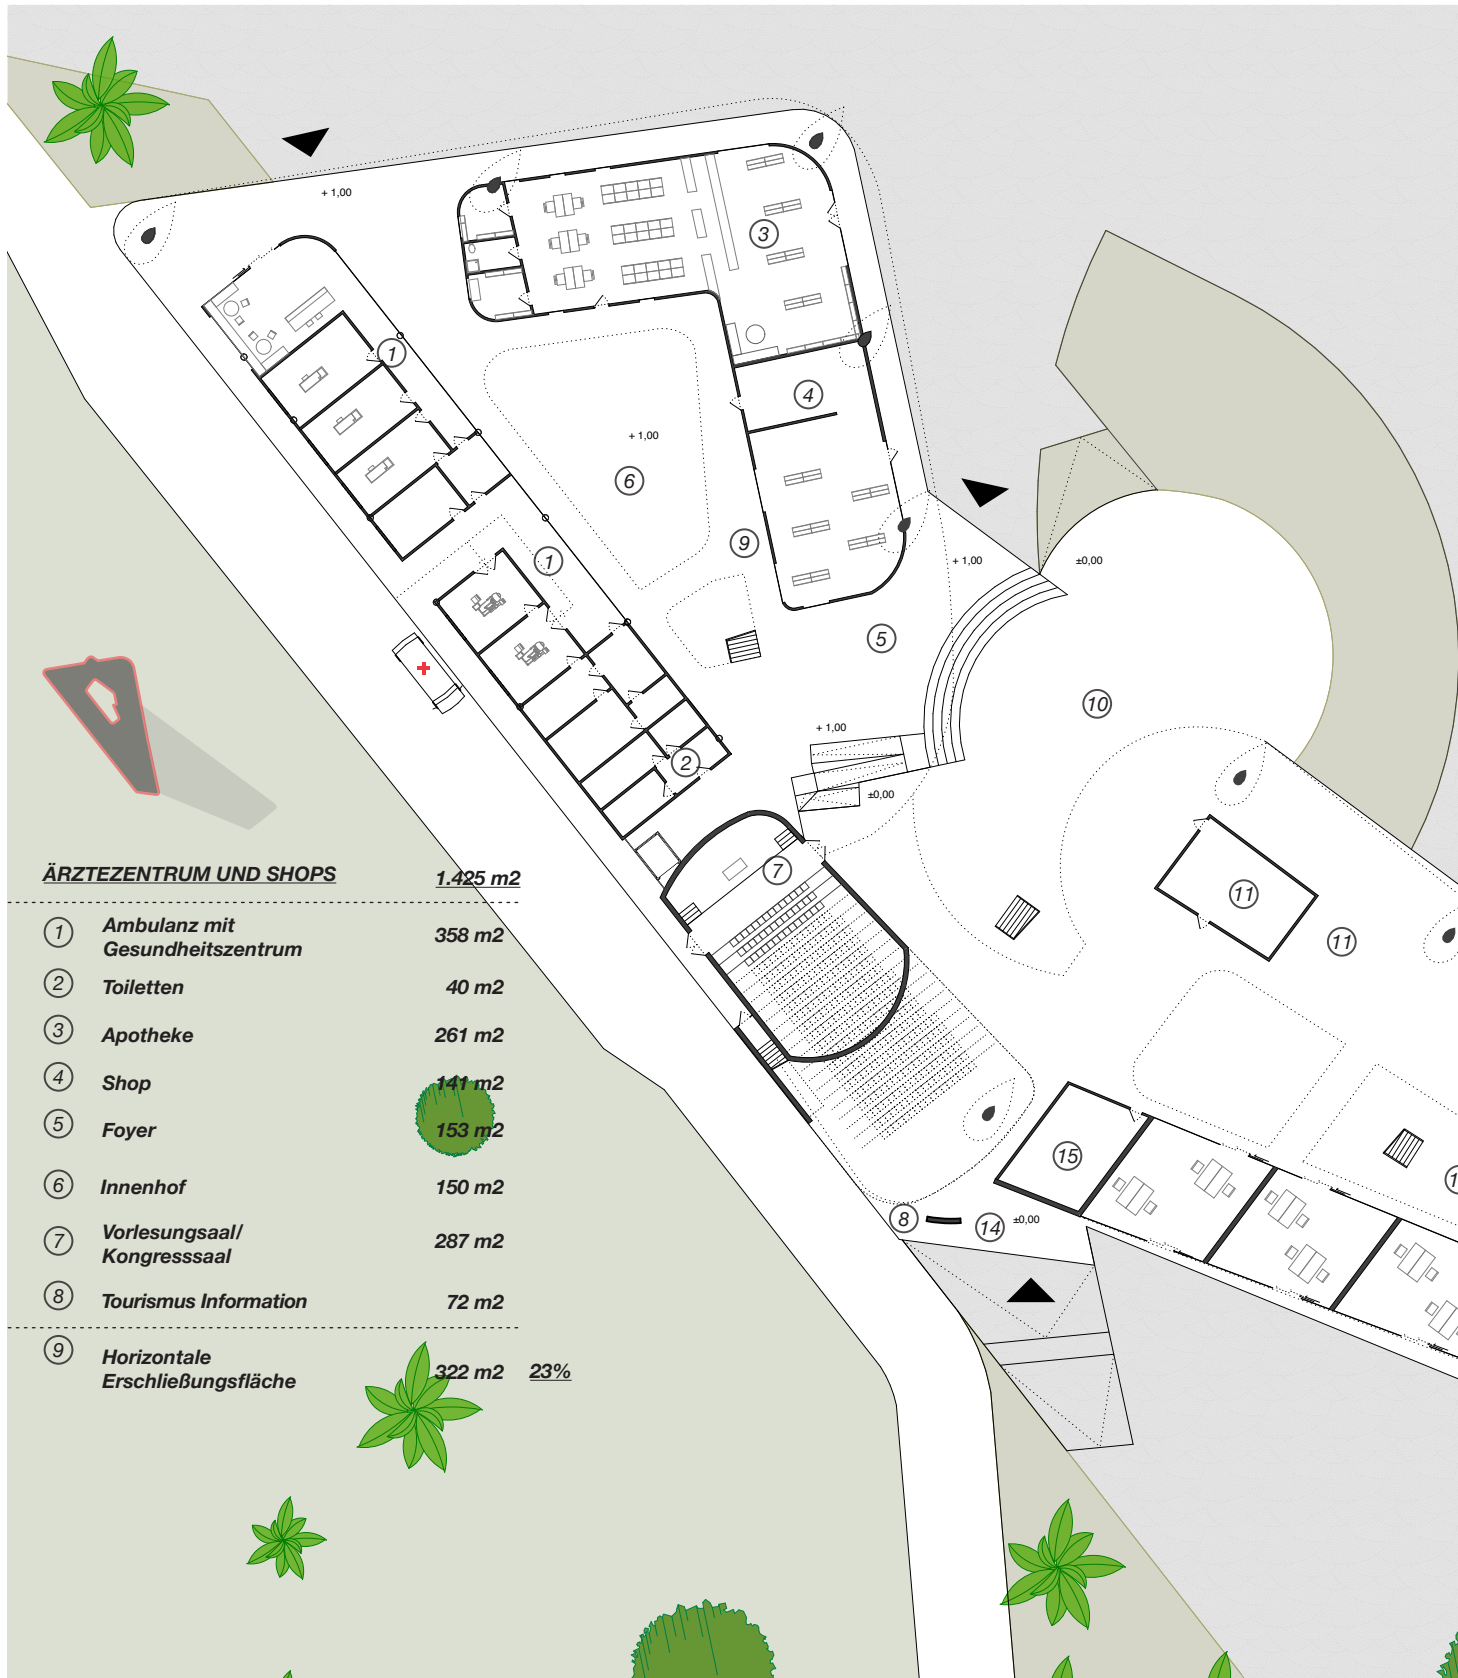 + 1,00
3
1
4
+ 1,00
6
9
1
+ 1,00
±0,00
5
10
+ 1,00
2
±0,00
7
11
11
15
8
14
±0,00
1
ÄRZTEZENTRUM UND SHOPS 1.425 m2
1 Ambulanz mit
Gesundheitszentrum 358 m2
2 Toiletten 40 m2
3 Apotheke 261 m2
4 Shop 141 m2
5 Foyer 153 m2
6 Innenhof 150 m2
7 Vorlesungsaal/
Kongresssaal 287 m2
8 Tourismus Information 72 m2
9 Horizontale
Erschließungsfläche 322 m2 23%